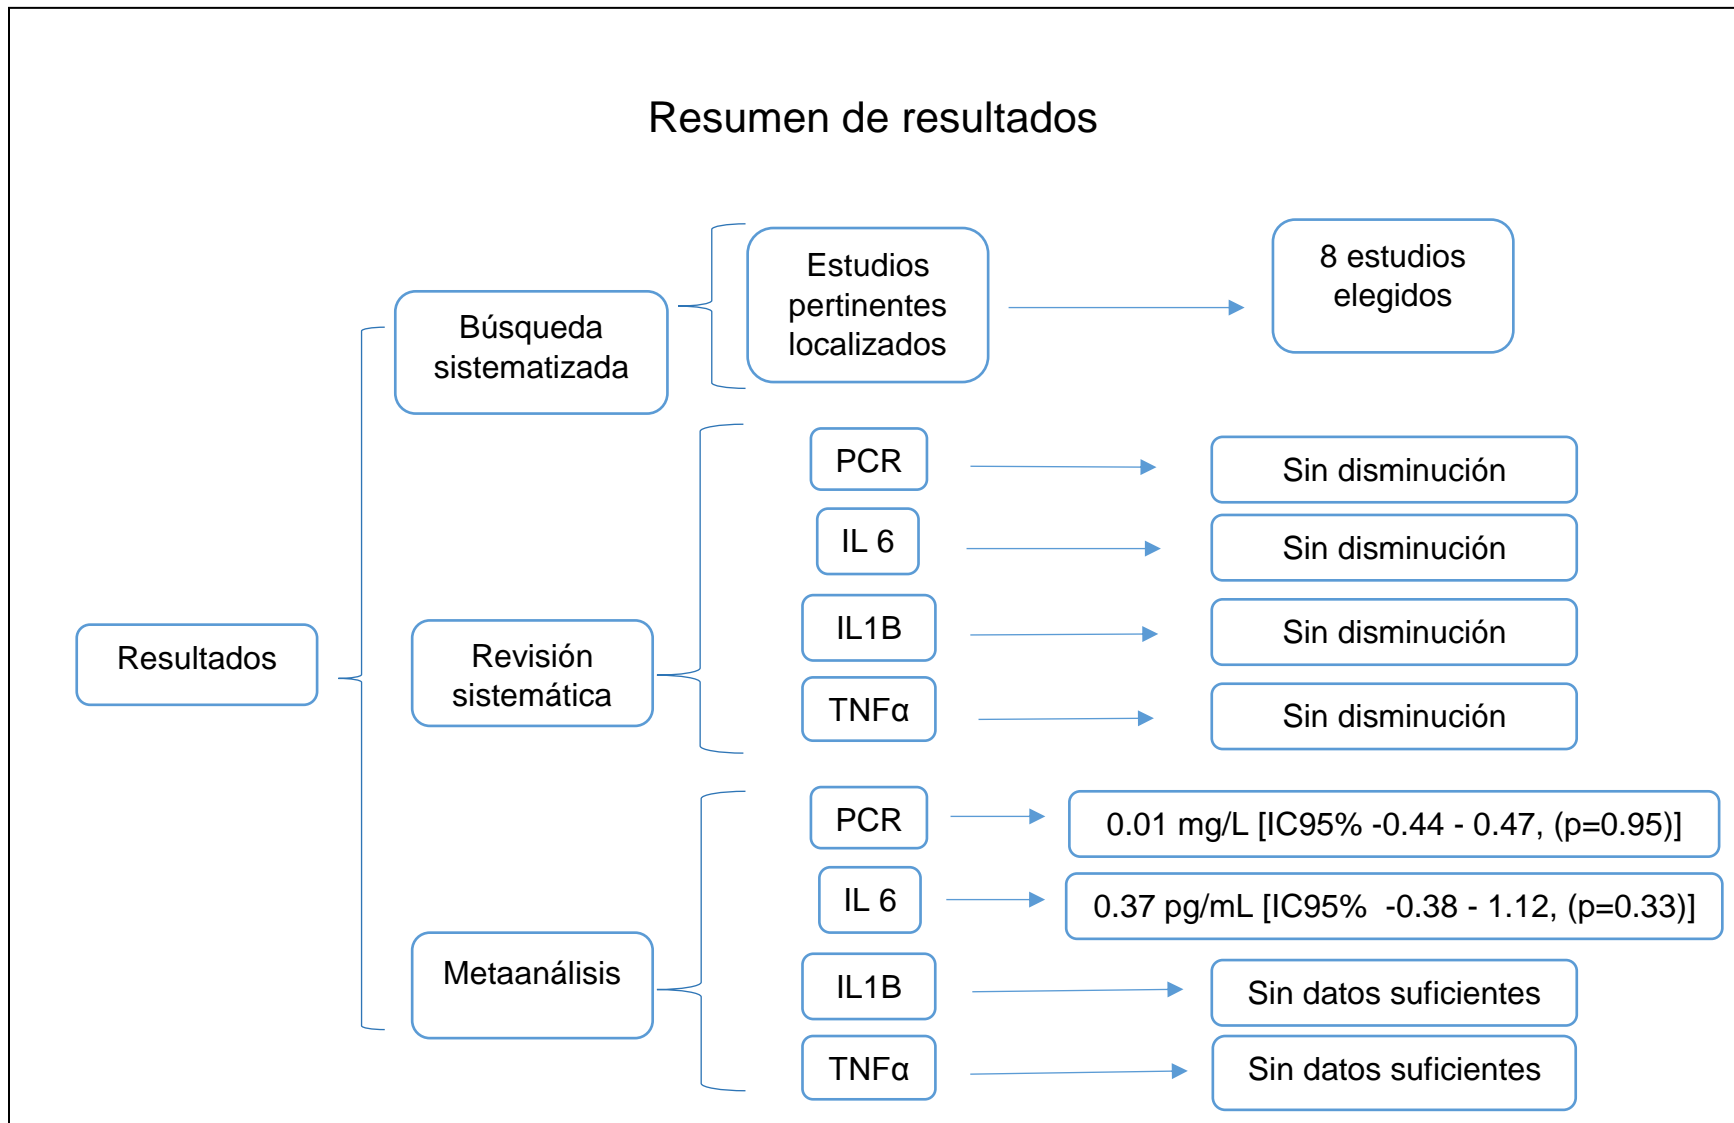 Resumen de resultados
Resultados
Búsqueda
sistematizada
Estudios
pertinentes
localizados
8 estudios
elegidos
Revisión
sistemática
PCR
Sin disminución
IL 6
Sin disminución
IL1B
Sin disminución
TNFα
Sin disminución
Metaanálisis
PCR
0.01 mg/L [IC95% -0.44 - 0.47, (p=0.95)]
IL 6
0.37 pg/mL [IC95%  -0.38 - 1.12, (p=0.33)]
IL1B
Sin datos suficientes
TNFα
Sin datos suficientes